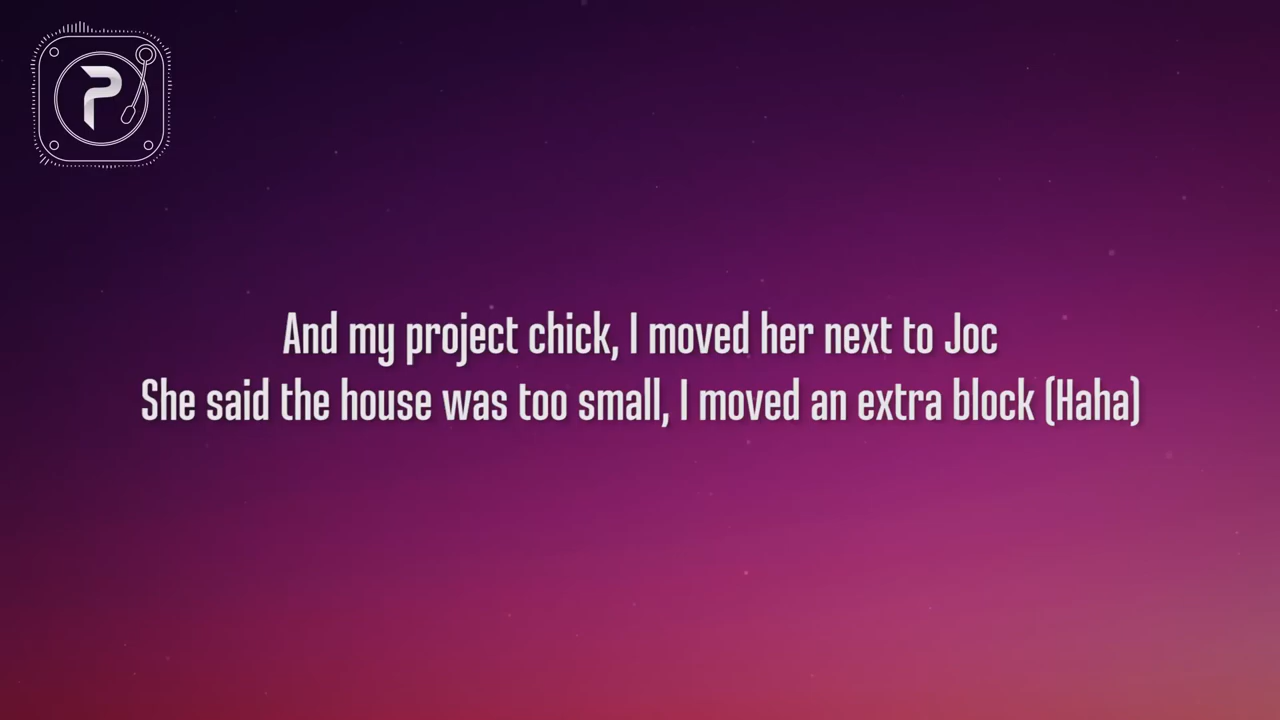 P
And my project chick, I moved her next to Joc
She said the house was too small, I moved an extra block (Haha)